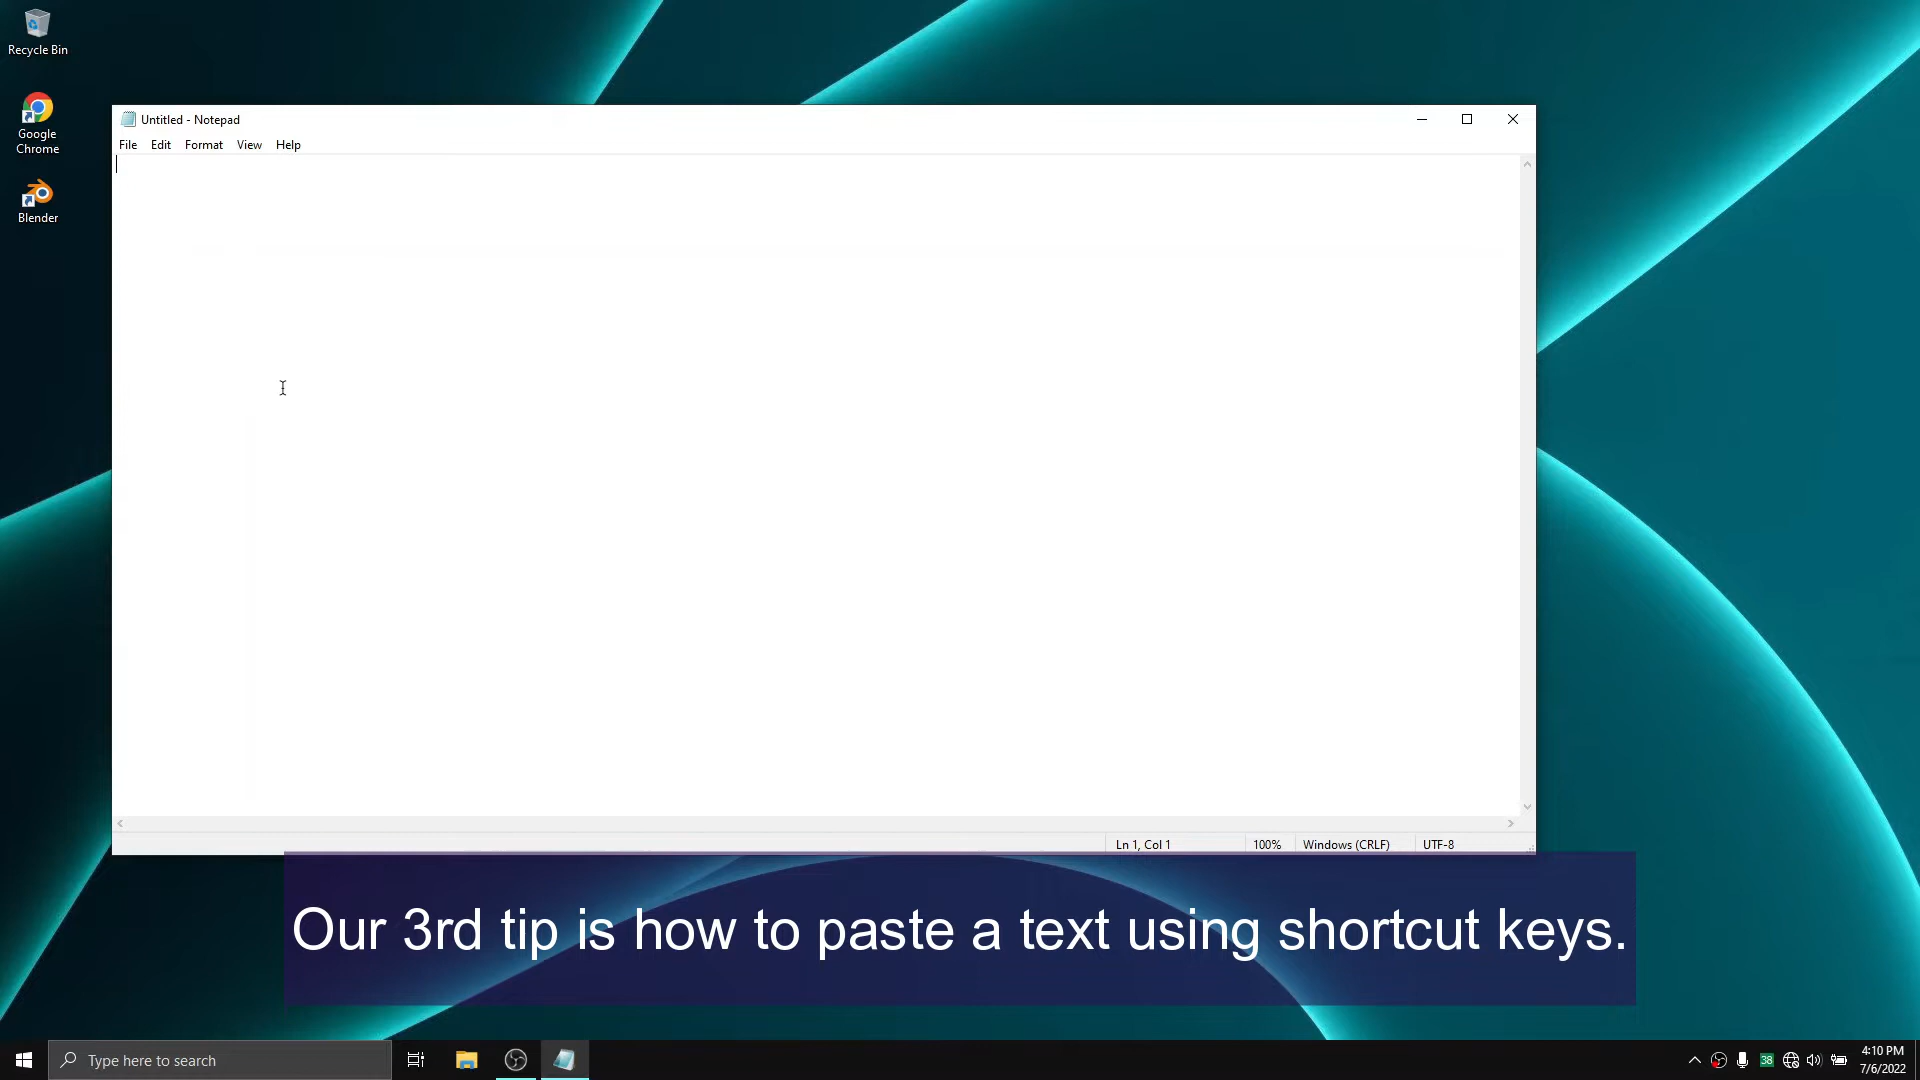 Recycle Bin
Google
Chrome
Blender
Untitled - Notepad
File Edit Format View Help
Ln 1, Col 1 100% Windows (CRLF) UTF-8
Our 3rd tip is how to paste a text using shortcut keys.
Type here to search
38
4:10 PM
7/6/2022